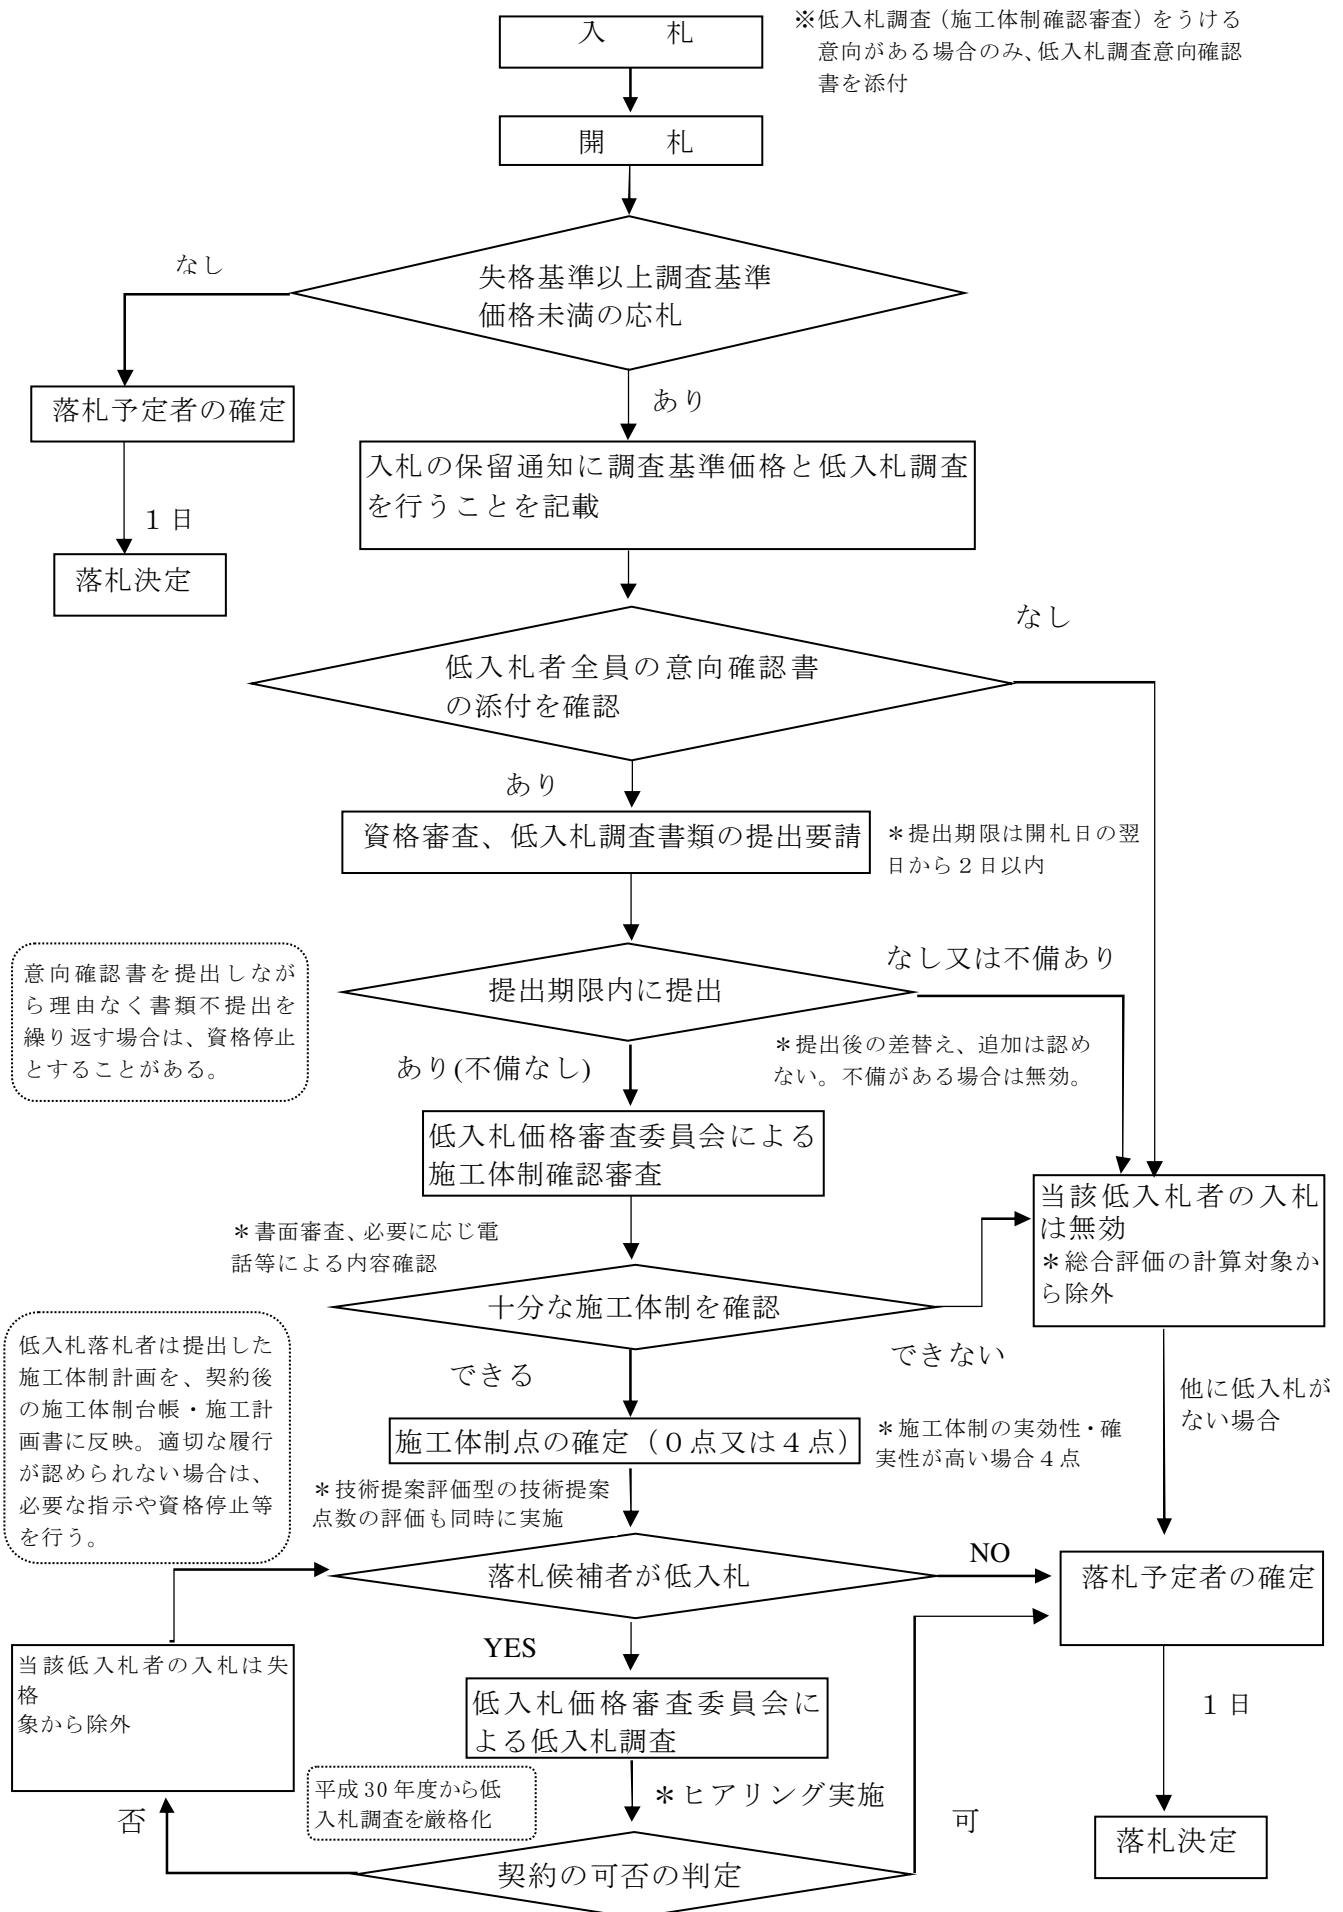 入　　札
※低入札調査（施工体制確認審査）をうける
意向がある場合のみ、低入札調査意向確認
書を添付
開　　札
失格基準以上調査基準
価格未満の応札
なし
あり
落札予定者の確定
１日
落札決定
入札の保留通知に調査基準価格と低入札調査
を行うことを記載
低入札者全員の意向確認書
の添付を確認
なし
あり
資格審査、低入札調査書類の提出要請
＊提出期限は開札日の翌
日から２日以内
意向確認書を提出しなが
ら理由なく書類不提出を
繰り返す場合は、資格停止
とすることがある。
提出期限内に提出
なし又は不備あり
＊提出後の差替え、追加は認め
ない。不備がある場合は無効。
あり(不備なし)
低入札価格審査委員会による
施工体制確認審査
当該低入札者の入札
は無効
＊総合評価の計算対象か
ら除外
＊書面審査、必要に応じ電
話等による内容確認
十分な施工体制を確認
できない
できる
他に低入札が
ない場合
低入札落札者は提出した
施工体制計画を、契約後
の施工体制台帳・施工計
画書に反映。適切な履行
が認められない場合は、
必要な指示や資格停止等
を行う。
施工体制点の確定（０点又は４点）
＊施工体制の実効性・確
実性が高い場合４点
＊技術提案評価型の技術提案
点数の評価も同時に実施
落札候補者が低入札
NO
YES
落札予定者の確定
当該低入札者の入札は失
格
象から除外
低入札価格審査委員会に
よる低入札調査
１日
平成 30 年度から低
入札調査を厳格化
＊ヒアリング実施
否
可
契約の可否の判定
落札決定